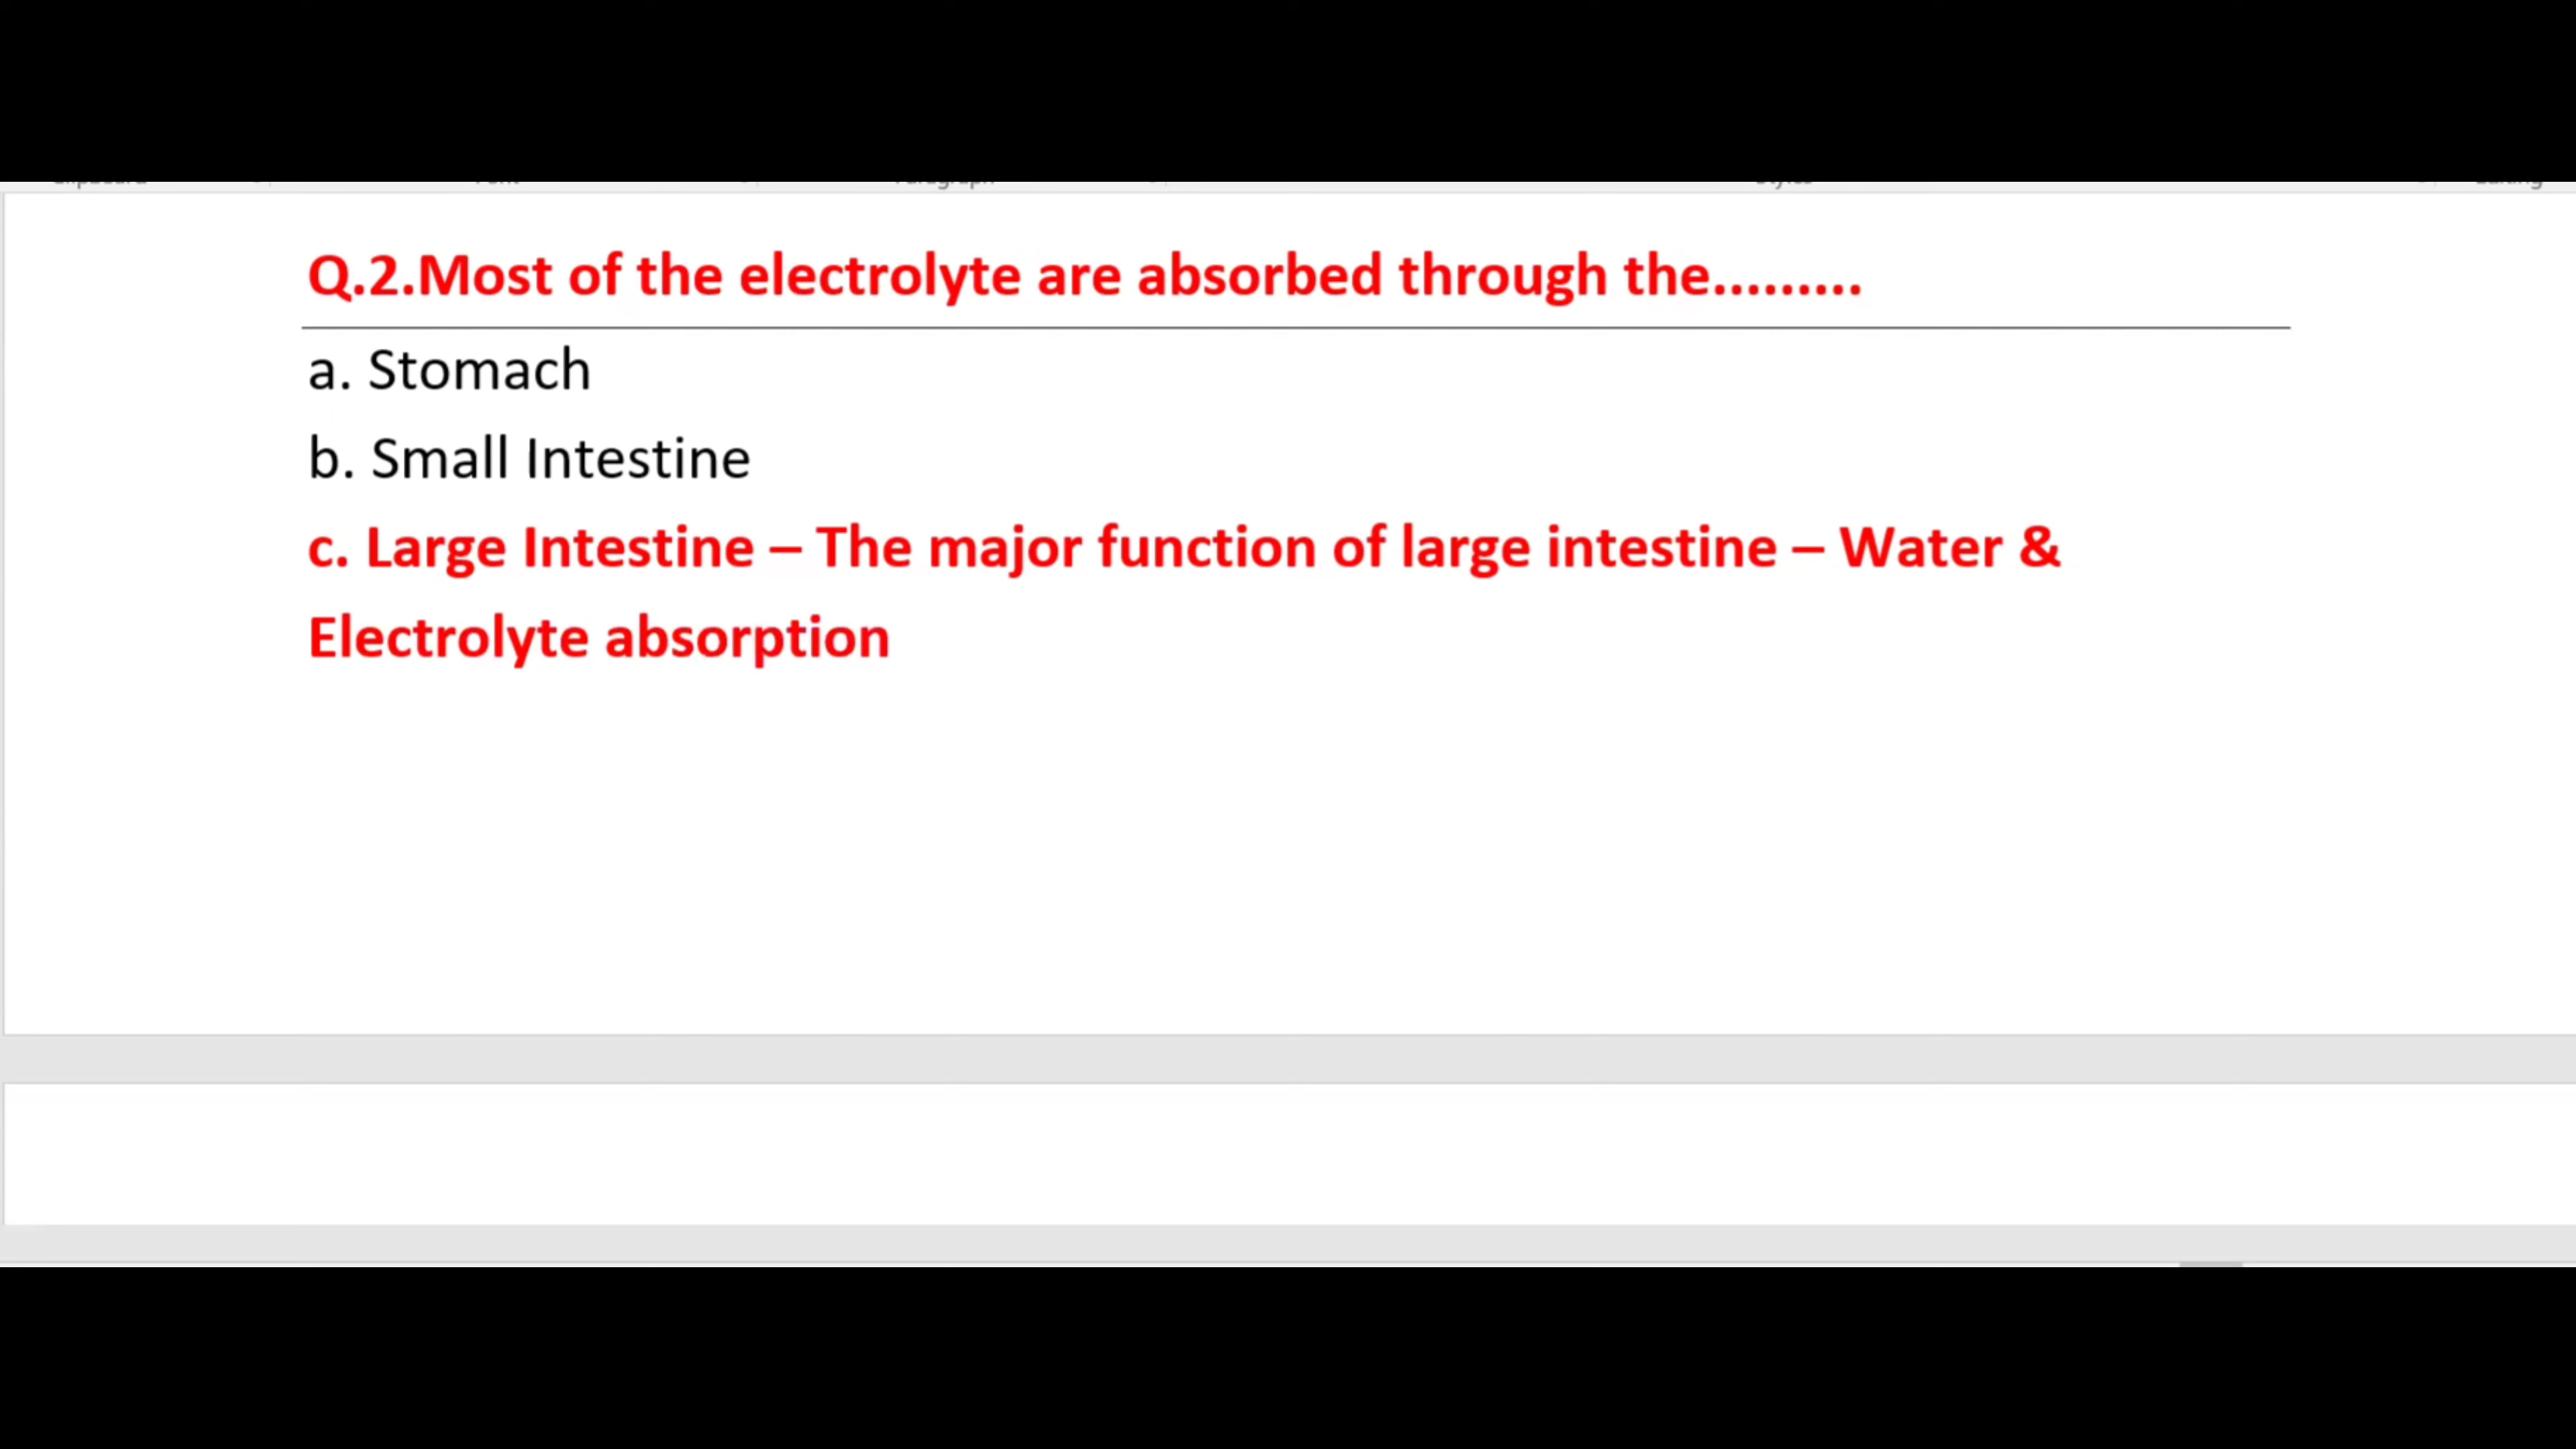 Q.2.Most of the electrolyte are absorbed through the.........
a. Stomach
b. Small Intestine
c. Large Intestine – The major function of large intestine – Water &
Electrolyte absorption